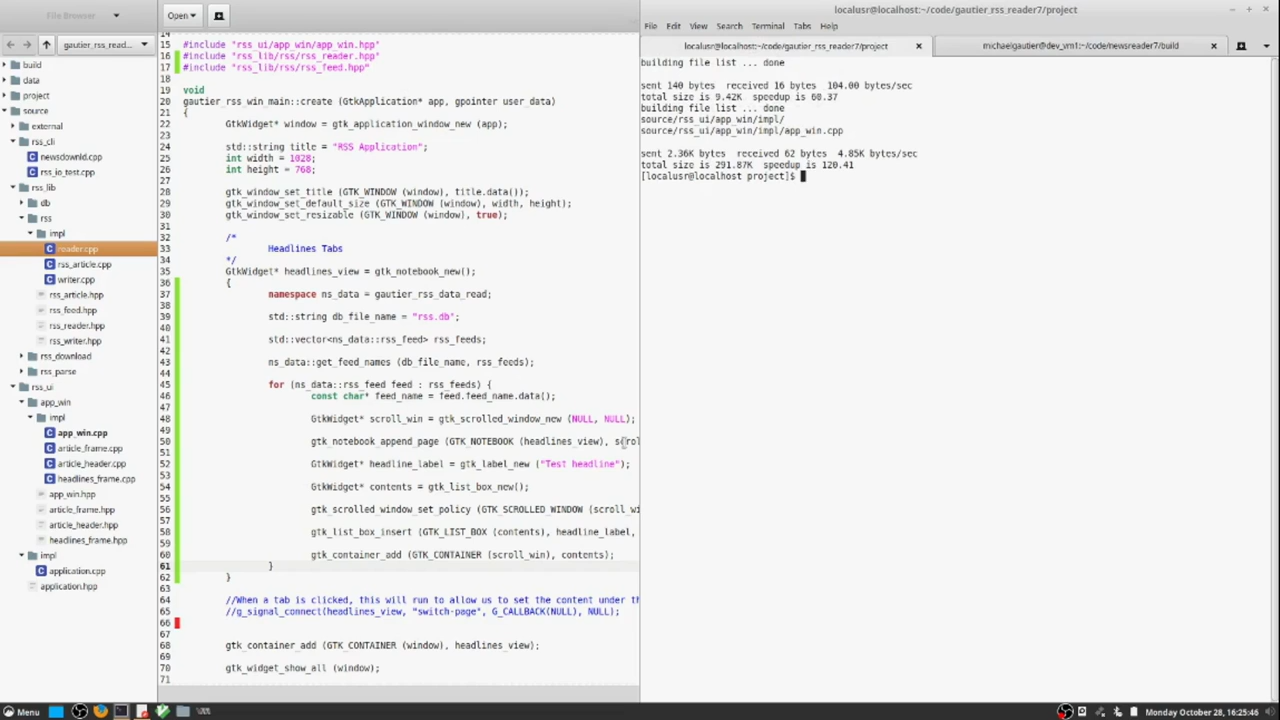 File Browser
gautier_rss_read...
build
data
project
source
external
rss_cli
newsdownld.cpp
rss_io_test.cpp
rss_lib
db
rss
impl
reader.cpp
rss_article.cpp
writer.cpp
rss_article.hpp
rss_feed.hpp
rss_reader.hpp
rss_writer.hpp
rss_download
rss_parse
rss_ui
app_win
impl
app_win.cpp
article_frame.cpp
article_header.cpp
headlines_frame.cpp
app_win.hpp
article_frame.hpp
article_header.hpp
headlines_frame.hpp
impl
application.cpp
application.hpp
Open
14
15 #include "rss_ui/app_win/app_win.hpp"
16 #include "rss_lib/rss/rss_reader.hpp"
17 #include "rss_lib/rss/rss_feed.hpp"
18
19 void
20 gautier_rss_win_main::create (GtkApplication* app, gpointer user_data)
21 {
22 GtkWidget* window = gtk_application_window_new (app);
23
24 std::string title = "RSS Application";
25 int width = 1028;
26 int height = 768;
27
28 gtk_window_set_title (GTK_WINDOW (window), title.data());
29 gtk_window_set_default_size (GTK_WINDOW (window), width, height);
30 gtk_window_set_resizable (GTK_WINDOW (window), true);
31
32 /*
33 Headlines Tabs
34 */
35 GtkWidget* headlines_view = gtk_notebook_new();
36 {
37 namespace ns_data = gautier_rss_data_read;
38
39 std::string db_file_name = "rss.db";
40
41 std::vector<ns_data::rss_feed> rss_feeds;
42
43 ns_data::get_feed_names (db_file_name, rss_feeds);
44
45 for (ns_data::rss_feed feed : rss_feeds) {
46 const char* feed_name = feed.feed_name.data();
47
48 GtkWidget* scroll_win = gtk_scrolled_window_new (NULL, NULL);
49
50 gtk_notebook_append_page (GTK_NOTEBOOK (headlines_view), scrol
51
52 GtkWidget* headline_label = gtk_label_new ("Test headline");
53
54 GtkWidget* contents = gtk_list_box_new();
55
56 gtk_scrolled_window_set_policy (GTK_SCROLLED_WINDOW (scroll_wi
57
58 gtk_list_box_insert (GTK_LIST_BOX (contents), headline_label,
59
60 gtk_container_add (GTK_CONTAINER (scroll_win), contents);
61 }
62 }
63
64 //When a tab is clicked, this will run to allow us to set the content under th
65 //g_signal_connect(headlines_view, "switch-page", G_CALLBACK(NULL), NULL);
66
67
68 gtk_container_add (GTK_CONTAINER (window), headlines_view);
69
70 gtk_widget_show_all (window);
71
localusr@localhost:~/code/gautier_rss_reader7/project
File Edit View Search Terminal Tabs Help
localusr@localhost:~/code/gautier_rss_reader7/project
michaelgautier@dev_vm1:~/code/newsreader7/build
building file list ... done
sent 140 bytes received 16 bytes 104.00 bytes/sec
total size is 9.42K speedup is 60.37
building file list ... done
source/rss_ui/app_win/impl/
source/rss_ui/app_win/impl/app_win.cpp
sent 2.36K bytes received 62 bytes 4.85K bytes/sec
total size is 291.87K speedup is 120.41
[localusr@localhost project]$
Menu
Monday October 28, 16:25:46